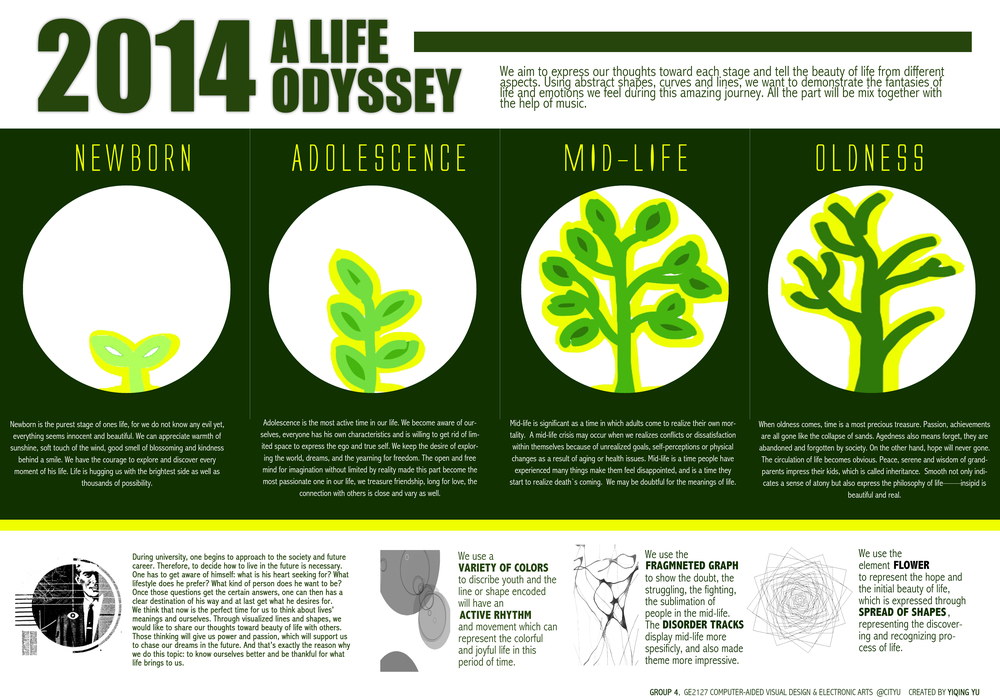 2014
A LIFE
ODYSSEY
We aim to express our thoughts toward each stage and tell the beauty of life from different
aspects. Using abstract shapes, curves and lines, we want to demonstrate the fantasies of
life and emotions we feel during this amazing journey. All the part will be mix together with
the help of music.
NEWBORN
ADOLESCENCE
MID-LIFE
OLDNESS
Newborn is the purest stage of ones life, for we do not know any evil yet,
everything seems innocent and beautiful. We can appreciate warmth of
sunshine, soft touch of the wind, good smell of blossoming and kindness
behind a smile. We have the courage to explore and discover every
moment of his life. Life is hugging us with the brightest side as well as
thousands of possibility.
Adolescence is the most active time in our life. We become aware of our-
selves, everyone has his own characteristics and is willing to get rid of lim-
ited space to express the ego and true self. We keep the desire of explor-
ing the world, dreams, and the yearning for freedom. The open and free
mind for imagination without limited by reality made this part become the
most passionate one in our life, we treasure friendship, long for love, the
connection with others is close and vary as well.
Mid-life is significant as a time in which adults come to realize their own mor-
tality. A mid-life crisis may occur when we realizes conflicts or dissatisfaction
within themselves because of unrealized goals, self-perceptions or physical
changes as a result of aging or health issues. Mid-life is a time people have
experienced many things make them feel disappointed, and is a time they
start to realize death`s coming. We may be doubtful for the meanings of life.
When oldness comes, time is a most precious treasure. Passion, achievements
are all gone like the collapse of sands. Agedness also means forget, they are
abandoned and forgotten by society. On the other hand, hope will never gone.
The circulation of life becomes obvious. Peace, serene and wisdom of grand-
parents impress their kids, which is called inheritance. Smooth not only indi-
cates a sense of atony but also express the philosophy of life——insipid is
beautiful and real.
During university, one begins to approach to the society and future
career. Therefore, to decide how to live in the future is necessary.
One has to get aware of himself: what is his heart seeking for? What
lifestyle does he prefer? What kind of person does he want to be?
Once those questions get the certain answers, one can then has a
clear destination of his way and at last get what he desires for.
We think that now is the perfect time for us to think about lives'
meanings and ourselves. Through visualized lines and shapes, we
would like to share our thoughts toward beauty of life with others.
Those thinking will give us power and passion, which will support us
to chase our dreams in the future. And that's exactly the reason why
we do this topic: to know ourselves better and be thankful for what
life brings to us.
We use a
VARIETY OF COLORS
to discribe youth and the
line or shape encoded
will have an
ACTIVE RHYTHM
and movement which can
represent the colorful
and joyful life in this
period of time.
We use the
FRAGMNETED GRAPH
to show the doubt, the
struggling, the fighting,
the sublimation of
people in the mid-life.
The DISORDER TRACKS
display mid-life more
spesificly, and also made
theme more impressive.
We use the
element FLOWER
to represent the hope and
the initial beauty of life,
which is expressed through
SPREAD OF SHAPES,
representing the discover-
ing and recognizing pro-
cess of life.
GROUP 4, GE2127 COMPUTER-AIDED VISUAL DESIGN & ELECTRONIC ARTS @CITYU CREATED BY YIQING YU